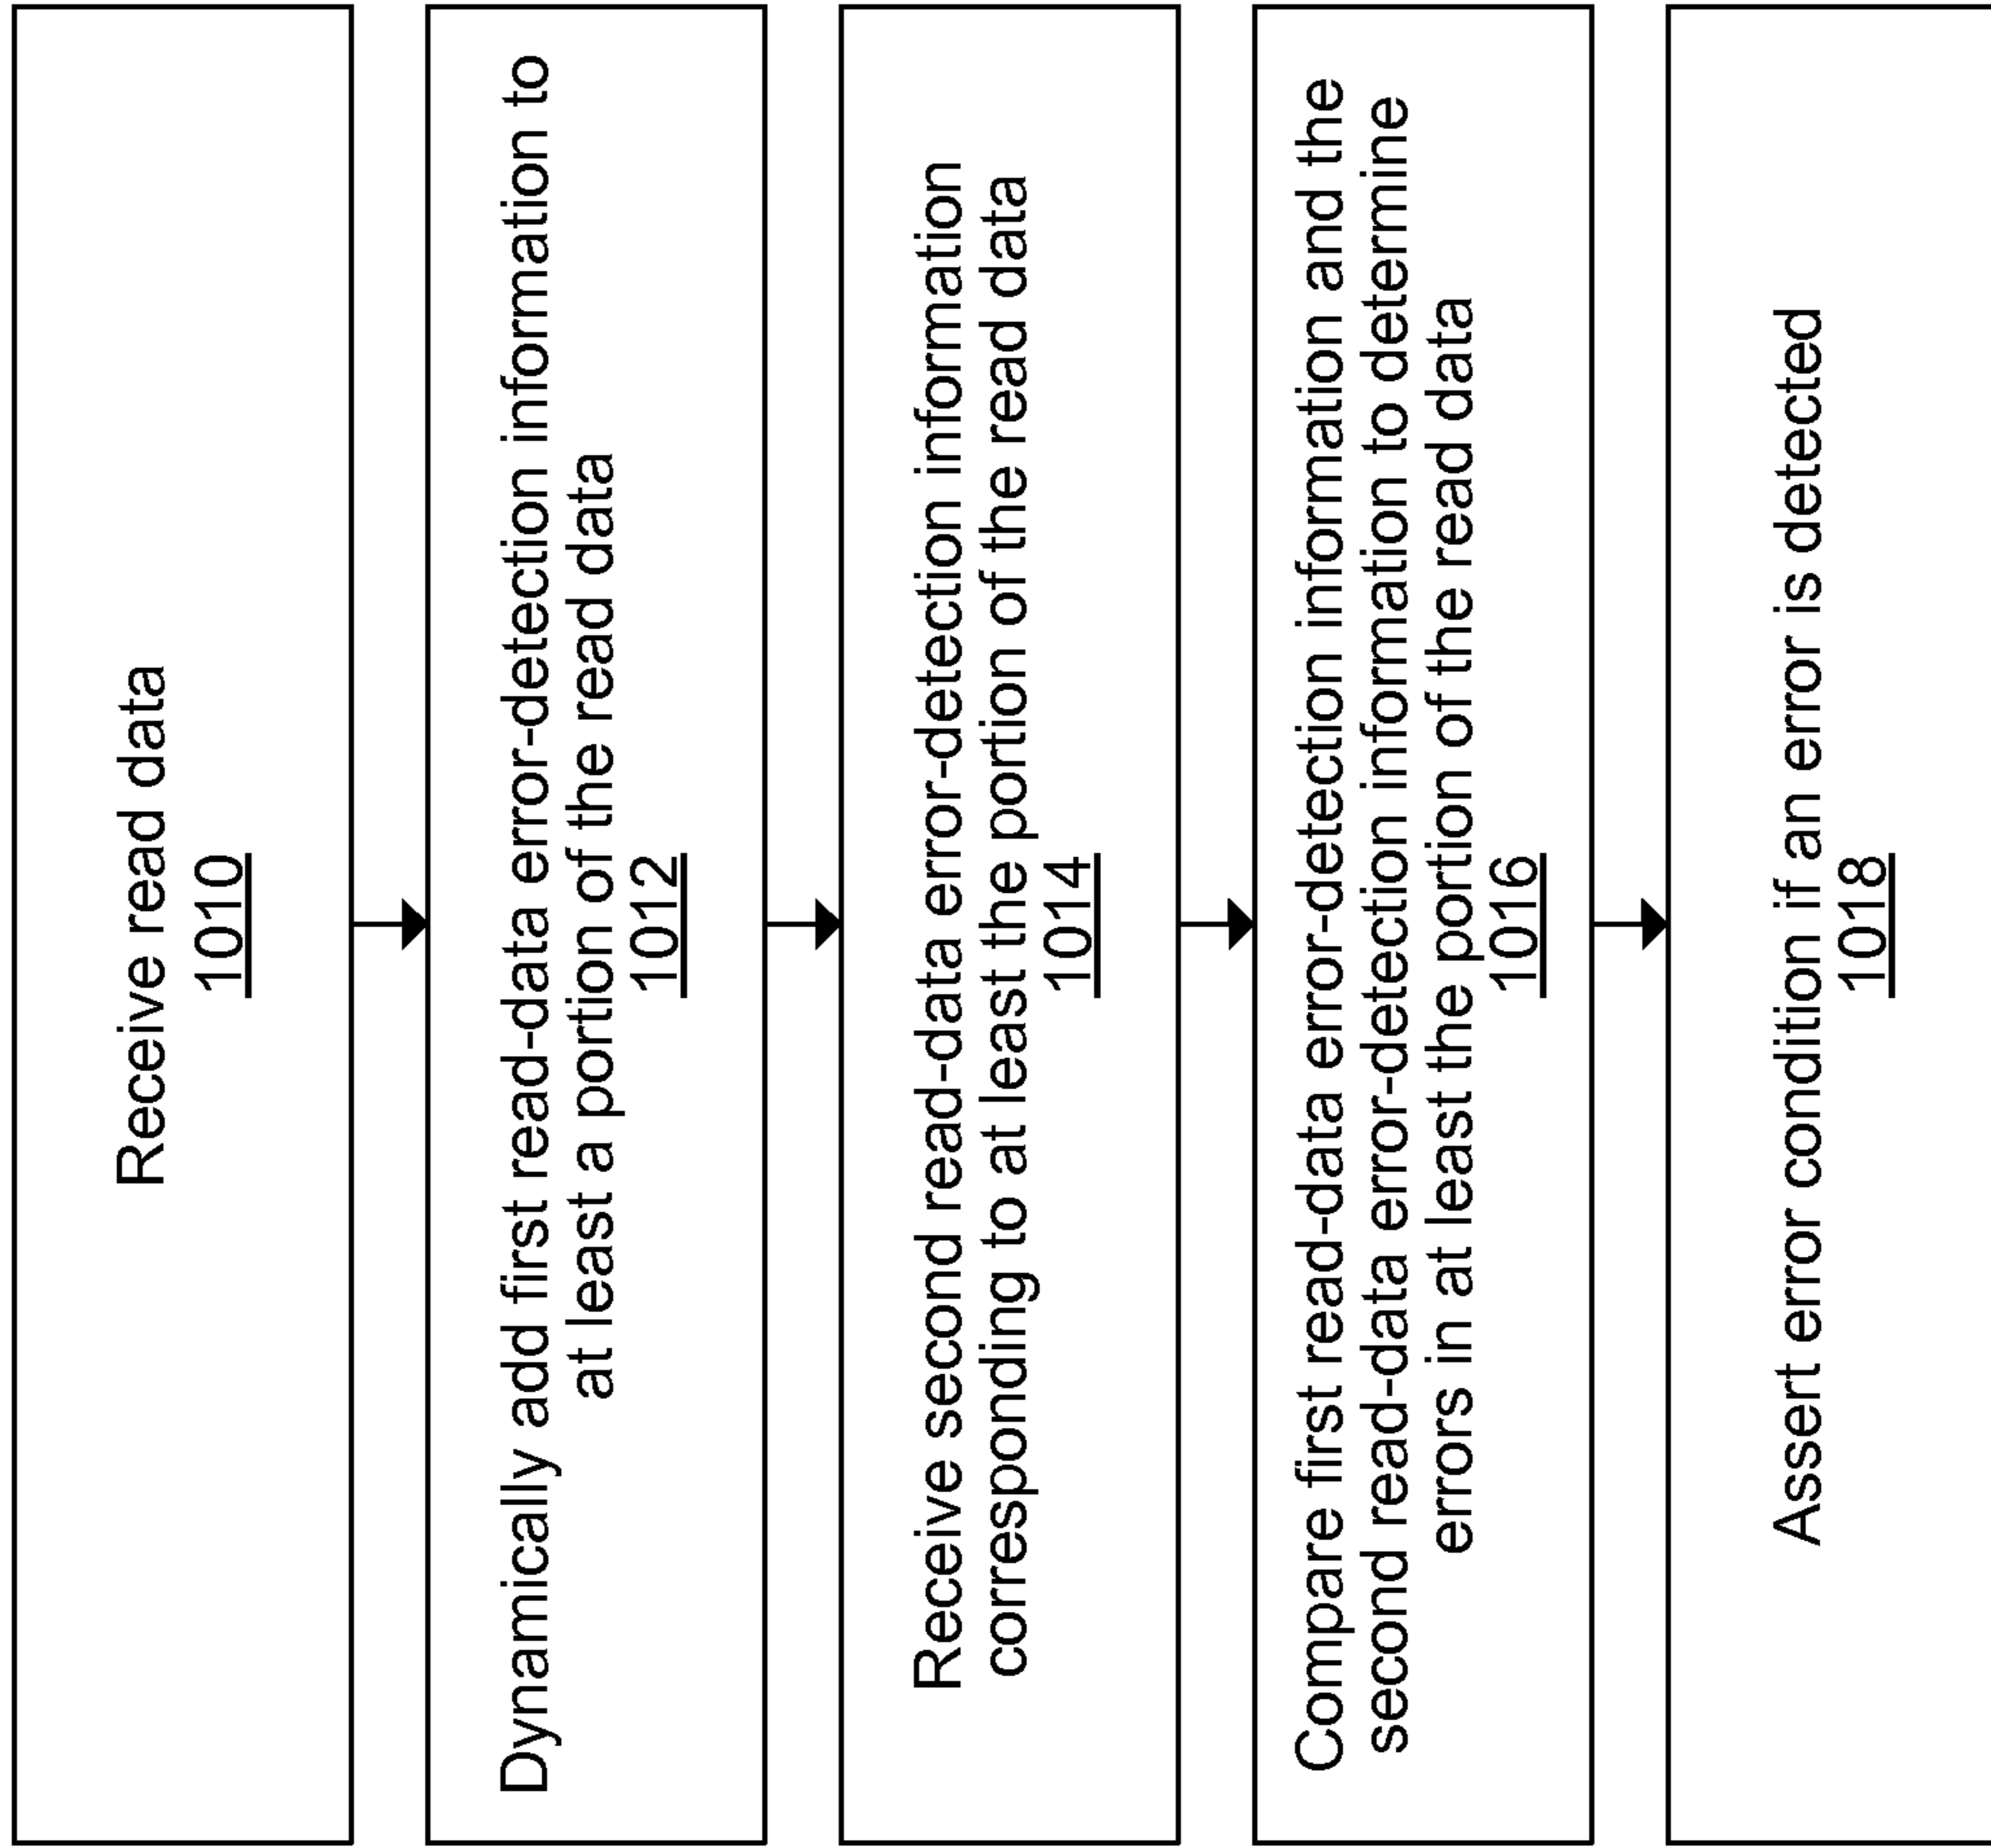 Receive read data
1010
Dynamically add first read-data error-detection information to
at least a portion of the read data
1012
Receive second read-data error-detection information
corresponding to at least the portion of the read data
1014
Compare first read-data error-detection information and the
second read-data error-detection information to determine
errors in at least the portion of the read data
1016
Assert error condition if an error is detected
1018